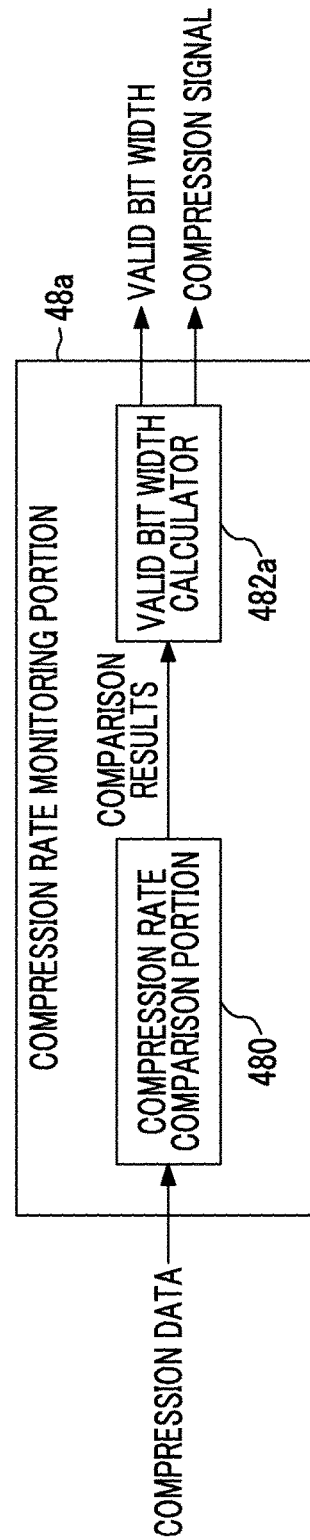 COMPRESSION RATE MONITORING PORTION
48a
COMPRESSION DATA
COMPRESSION RATE
COMPARISON PORTION
480
COMPARISON
RESULTS
VALID BIT WIDTH
CALCULATOR
482a
VALID BIT WIDTH
COMPRESSION SIGNAL